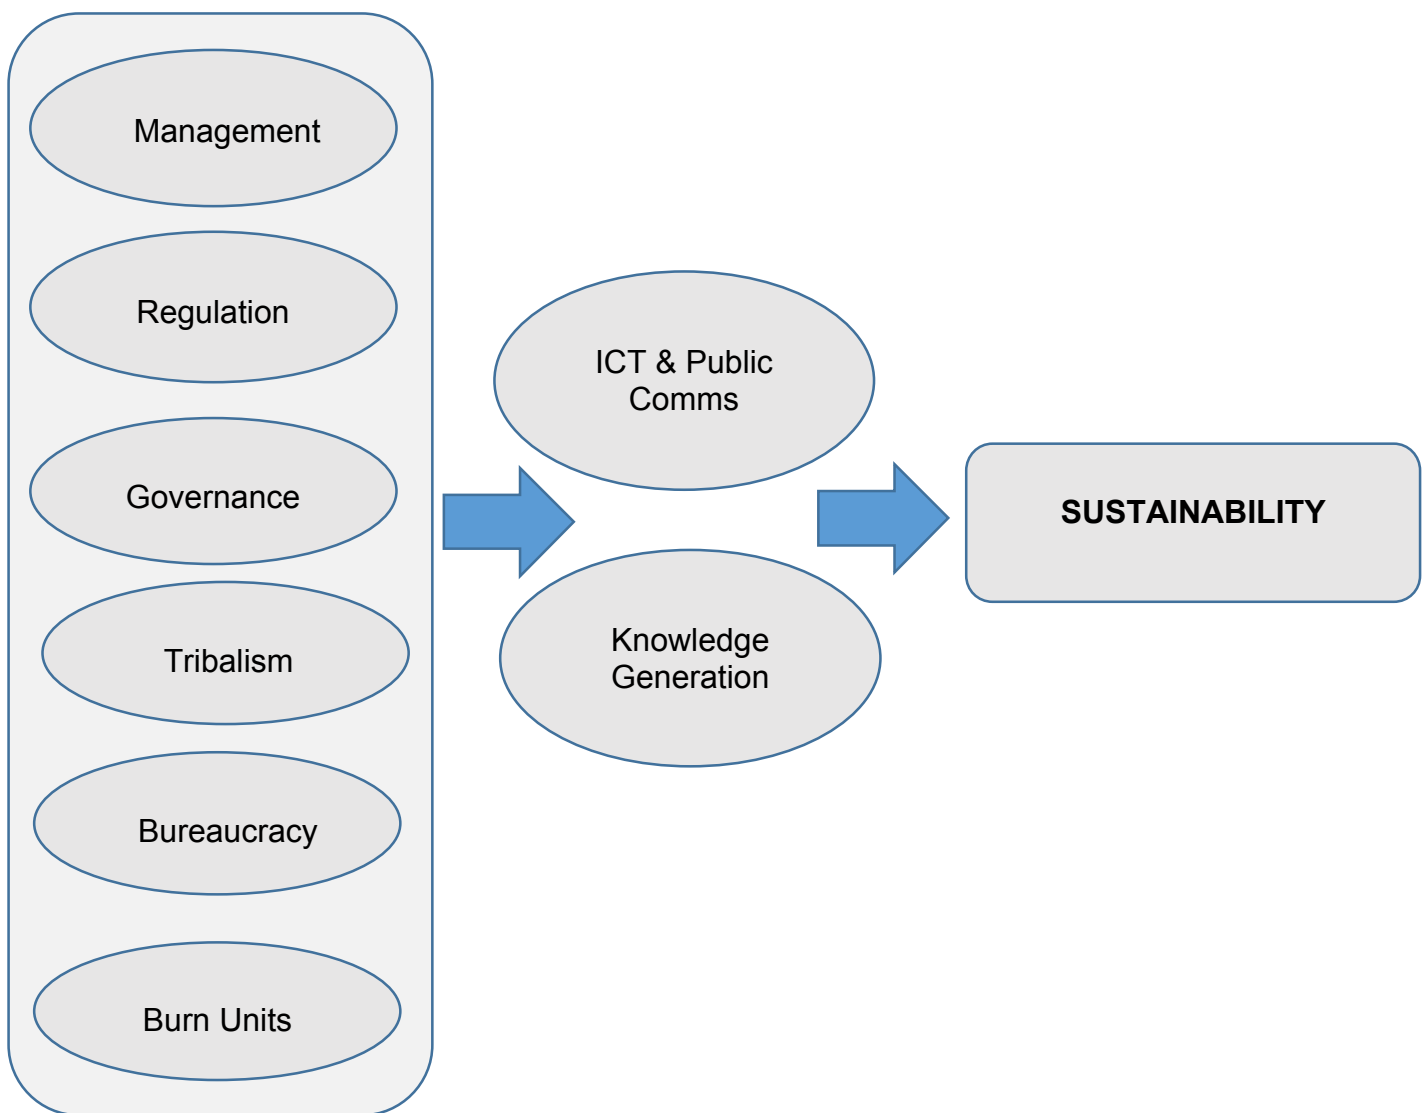 Management
Regulation
Governance
Tribalism
Bureaucracy
Burn Units
ICT & Public
Comms
Knowledge
Generation
SUSTAINABILITY